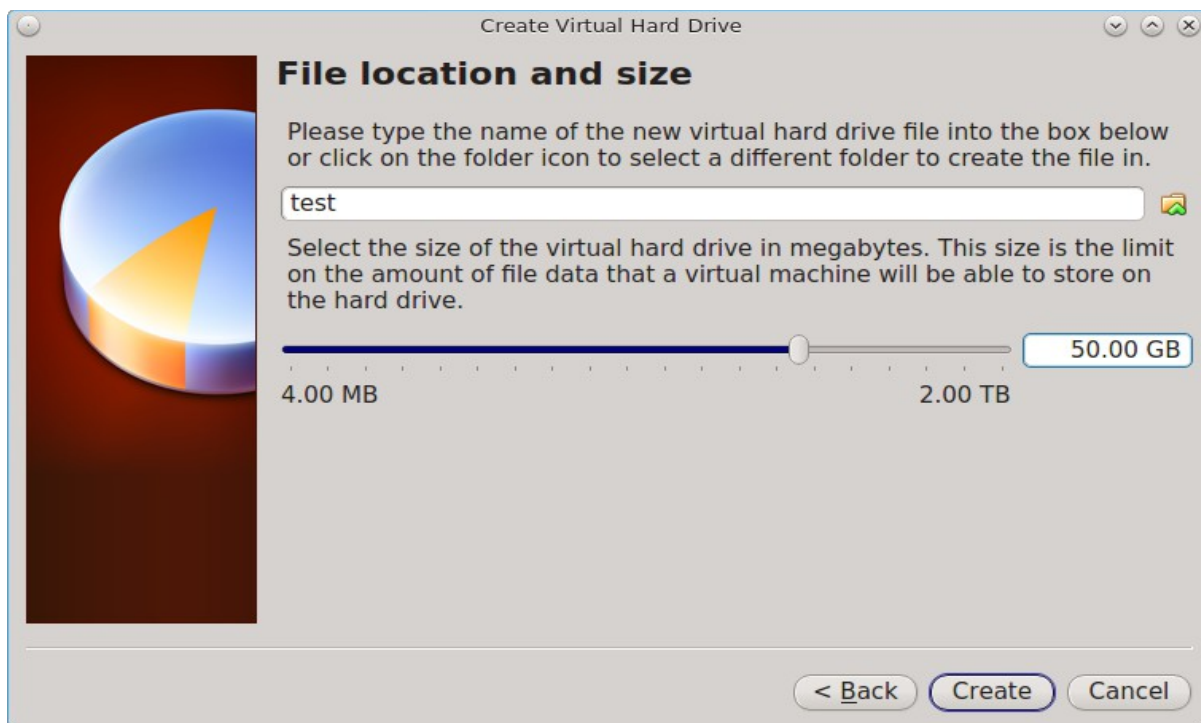 Create Virtual Hard Drive
File location and size
Please type the name of the new virtual hard drive file into the box below
or click on the folder icon to select a different folder to create the file in.
test
Select the size of the virtual hard drive in megabytes. This size is the limit
on the amount of file data that a virtual machine will be able to store on
the hard drive.
50.00 GB
4.00 MB 2.00 TB
< Back Create Cancel